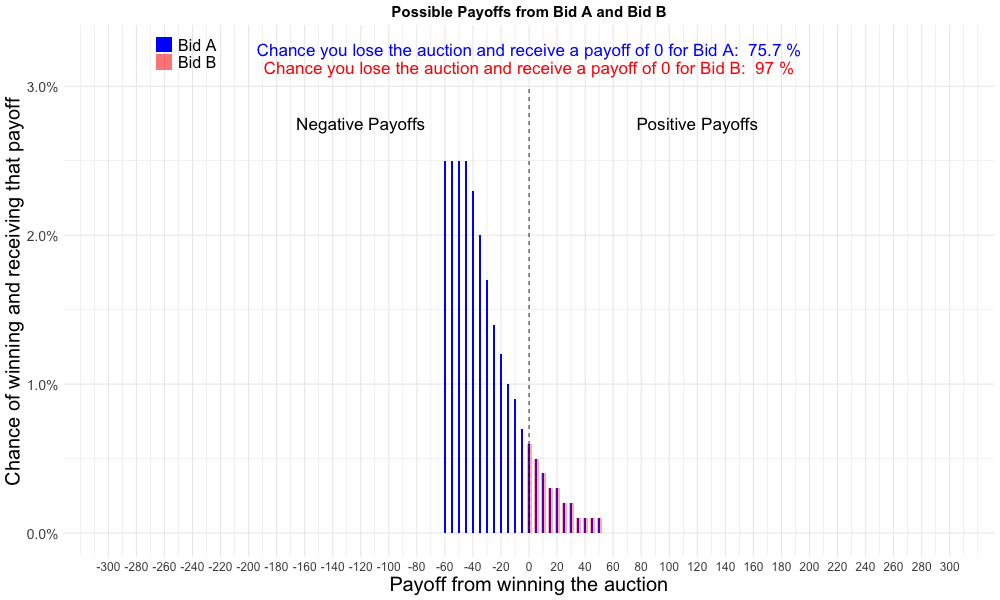 Possible Payoffs from Bid A and Bid B
Bid A
Bid B
Chance you lose the auction and receive a payoff of 0 for Bid A: 75.7 %
Chance you lose the auction and receive a payoff of 0 for Bid B: 97 %
Negative Payoffs
Positive Payoffs
Chance of winning and receiving that payoff
3.0%
2.0%
1.0%
0.0%
-300 -280 -260 -240 -220 -200 -180 -160 -140 -120 -100 -80 -60 -40 -20 0 20 40 60 80 100 120 140 160 180 200 220 240 260 280 300
Payoff from winning the auction